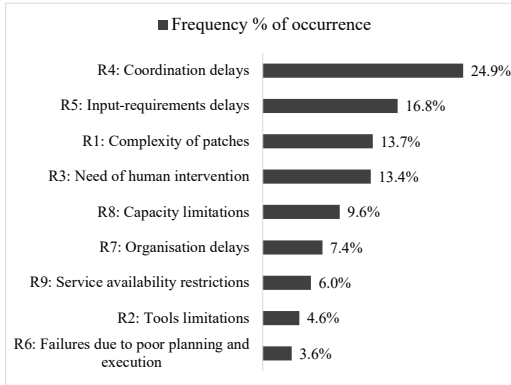 Frequency % of occurrence
R4: Coordination delays 24.9%
R5: Input-requirements delays 16.8%
R1: Complexity of patches 13.7%
R3: Need of human intervention 13.4%
R8: Capacity limitations 9.6%
R7: Organisation delays 7.4%
R9: Service availability restrictions 6.0%
R2: Tools limitations 4.6%
R6: Failures due to poor planning and
execution 3.6%